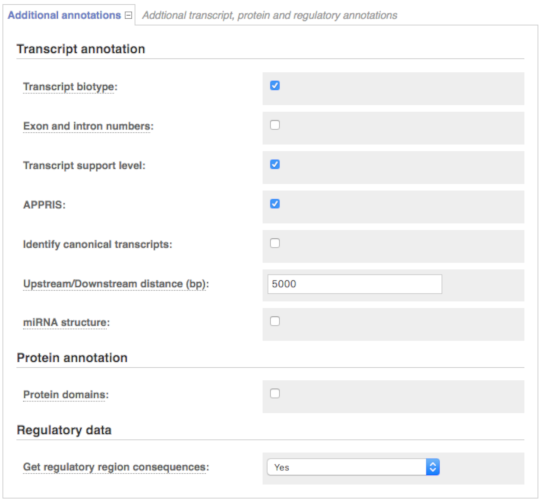 Additional annotations Addtional transcript, protein and regulatory annotations
Transcript annotation
Transcript biotype:
Exon and intron numbers:
Transcript support level:
APPRIS:
Identify canonical transcripts:
Upstream/Downstream distance (bp): 5000
miRNA structure:
Protein annotation
Protein domains:
Regulatory data
Get regulatory region consequences: Yes